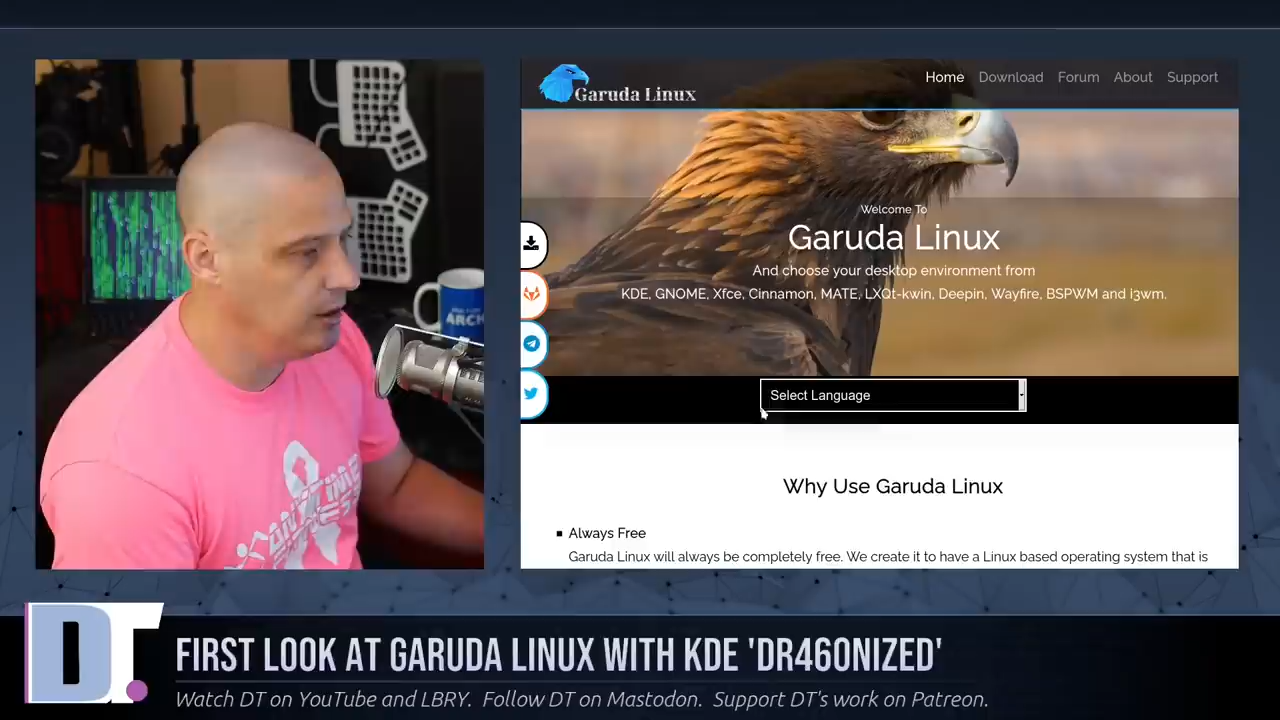 ARCH
ANYTIME
Garuda Linux
Home Download Forum About Support
Welcome To
Garuda Linux
And choose your desktop environment from
KDE, GNOME, Xfce, Cinnamon, MATE, LXQt-kwin, Deepin, Wayfire, BSPWM and i3wm.
Select Language
Why Use Garuda Linux
Always Free
Garuda Linux will always be completely free. We create it to have a Linux based operating system that is
DT.
FIRST LOOK AT GARUDA LINUX WITH KDE 'DR460NIZED'
Watch DT on YouTube and LBRY. Follow DT on Mastodon. Support DT's work on Patreon.